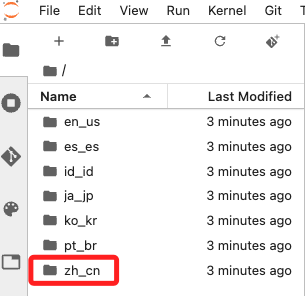 File Edit View Run Kernel Git
/
Name Last Modified
en_us 3 minutes ago
es_es 3 minutes ago
id_id 3 minutes ago
ja_jp 3 minutes ago
ko_kr 3 minutes ago
pt_br 3 minutes ago
zh_cn 3 minutes ago